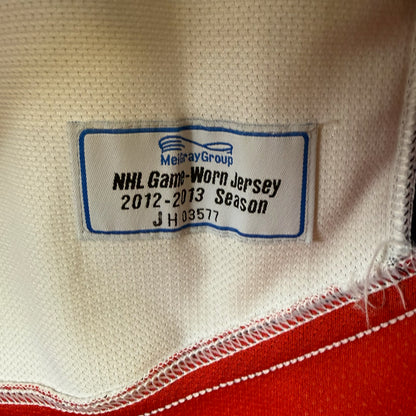 MeiGrayGroup
NHL Game-Worn Jersey
2012-2013 Season
JH03577